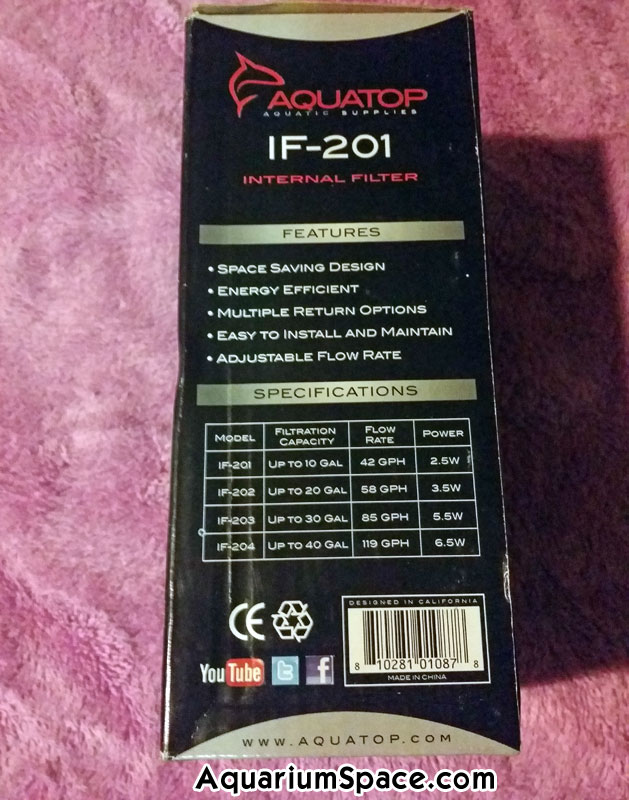 AQUATOP
AQUATIC SUPPLIES
IF-201
INTERNAL FILTER
FEATURES
• SPACE SAVING DESIGN
• ENERGY EFFICIENT
• MULTIPLE RETURN OPTIONS
• EASY TO INSTALL AND MAINTAIN
• ADJUSTABLE FLOW RATE
SPECIFICATIONS
MODEL FILTRATION CAPACITY FLOW RATE POWER
IF-201 UP TO 10 GAL 42 GPH 2.5W
IF-202 UP TO 20 GAL 58 GPH 3.5W
IF-203 UP TO 30 GAL 85 GPH 5.5W
IF-204 UP TO 40 GAL 119 GPH 6.5W
CE
DESIGNED IN CALIFORNIA
8 10281 01087 8
MADE IN CHINA
YouTube t f
WWW.AQUATOP.COM
AquariumSpace.com